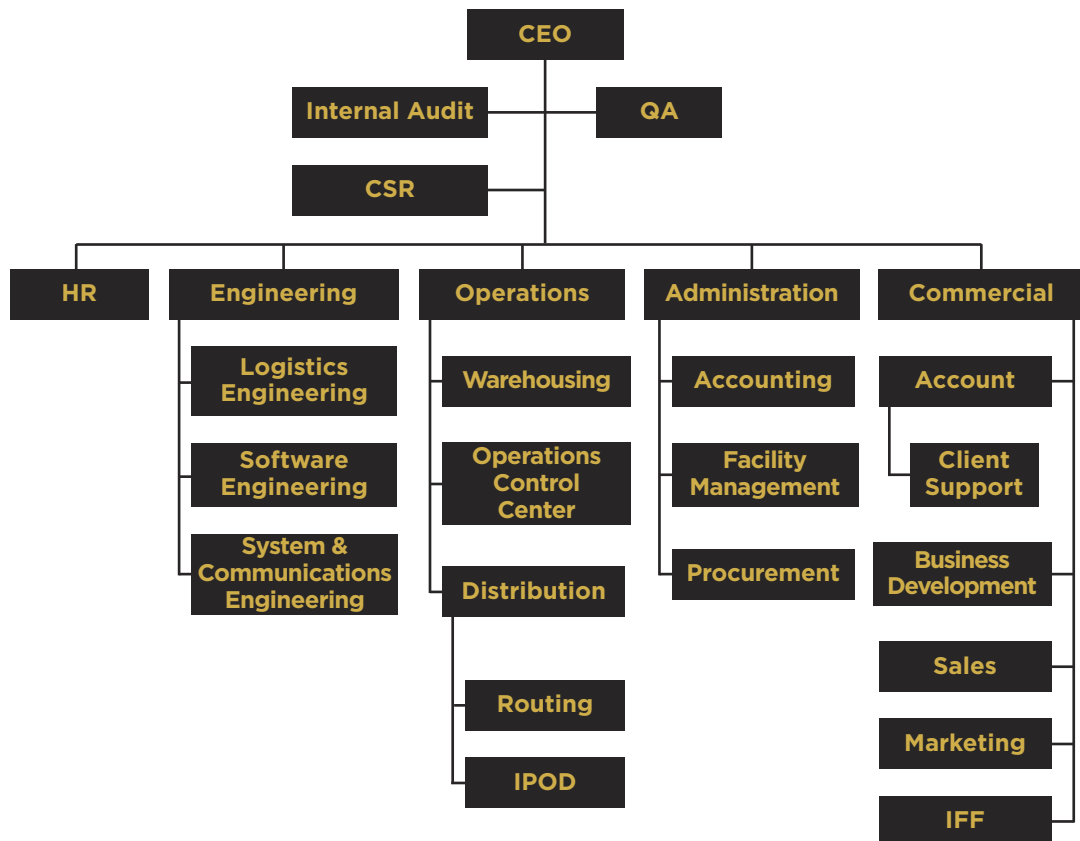 CEO
Internal Audit
QA
CSR
HR
Engineering
Operations
Administration
Commercial
Logistics
Engineering
Software
Engineering
System &
Communications
Engineering
Warehousing
Operations
Control
Center
Distribution
Routing
IPOD
Accounting
Facility
Management
Procurement
Account
Client
Support
Business
Development
Sales
Marketing
IFF